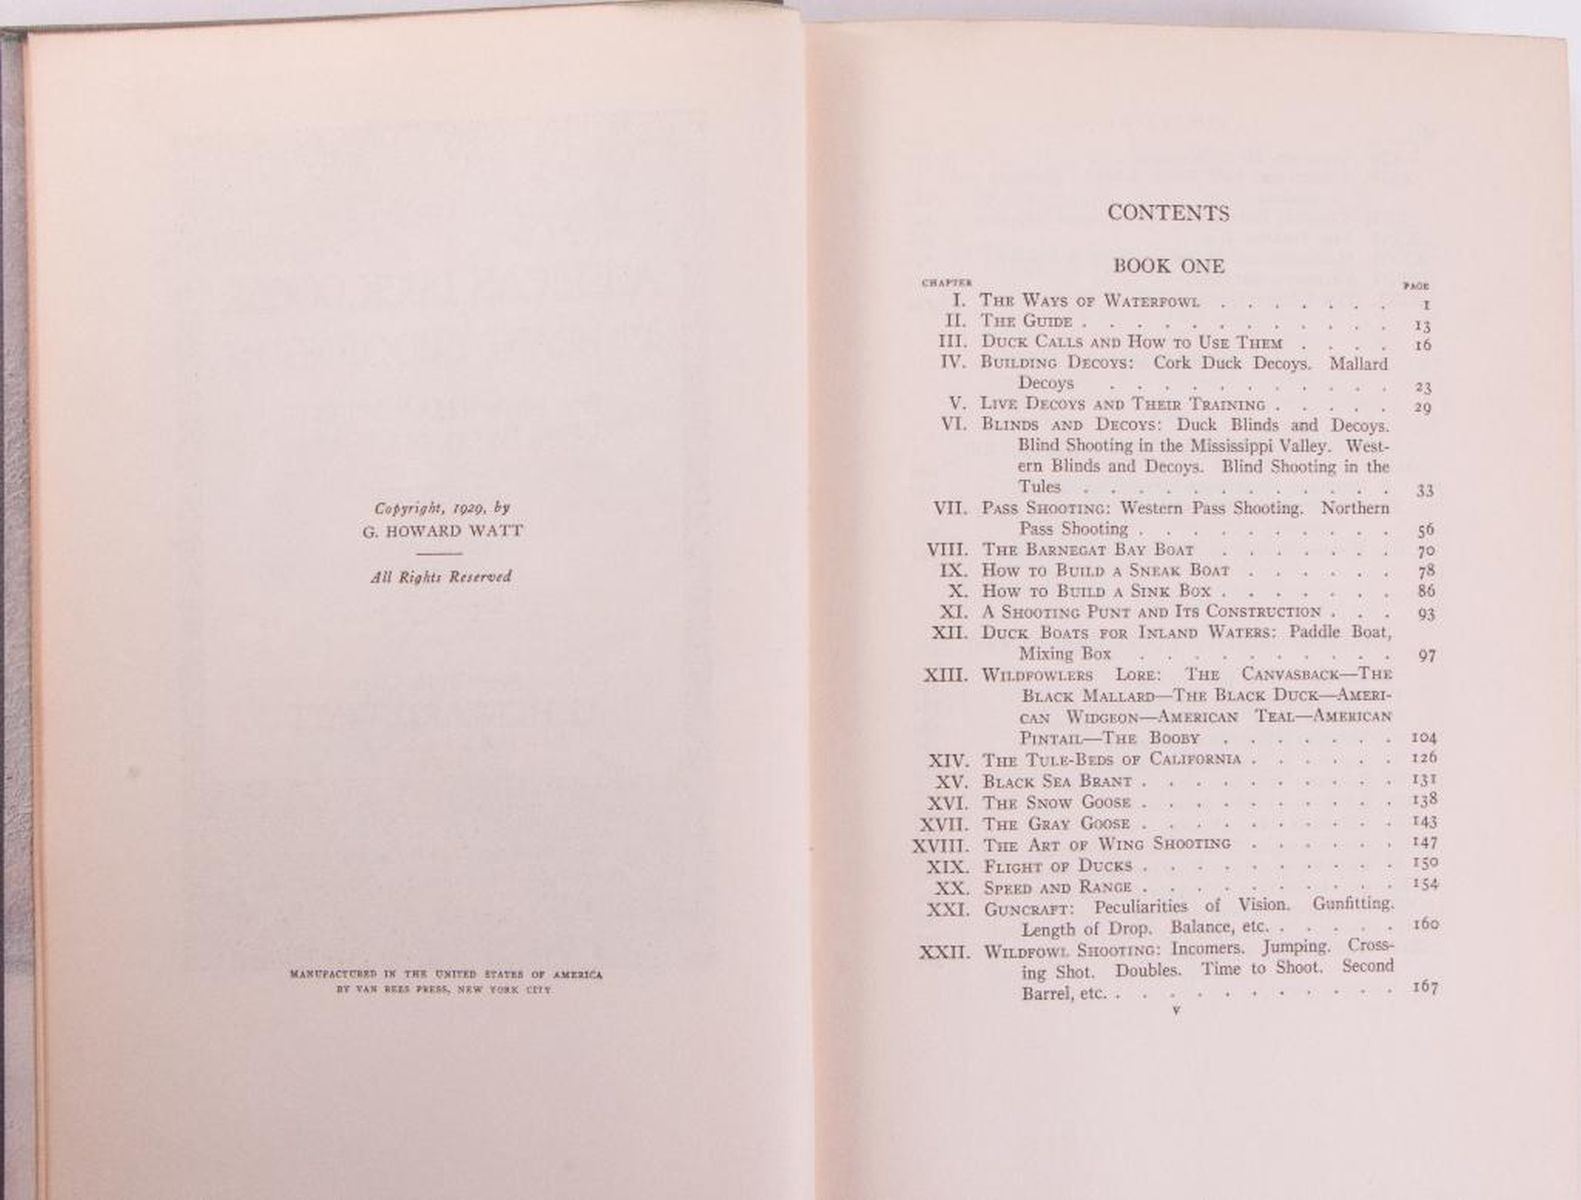 Copyright, 1929, by
G. HOWARD WATT
All Rights Reserved
MANUFACTURED IN THE UNITED STATES OF AMERICA
BY VAN REES PRESS, NEW YORK CITY
CONTENTS
BOOK ONE
CHAPTER PAGE
I. THE WAYS OF WATERFOWL . . . . . . . 1
II. THE GUIDE . . . . . . . . . . . . 13
III. DUCK CALLS AND HOW TO USE THEM . . . . 16
IV. BUILDING DECOYS: Cork Duck Decoys. Mallard
Decoys . . . . . . . . . . . 23
V. LIVE DECOYS AND THEIR TRAINING . . . . . 29
VI. BLINDS AND DECOYS: Duck Blinds and Decoys.
Blind Shooting in the Mississippi Valley. West-
ern Blinds and Decoys. Blind Shooting in the
Tules . . . . . . . . . . . . 33
VII. PASS SHOOTING: Western Pass Shooting. Northern
Pass Shooting . . . . . . . . . . 56
VIII. THE BARNEGAT BAY BOAT . . . . . . . 70
IX. HOW TO BUILD A SNEAK BOAT . . . . . . 78
X. HOW TO BUILD A SINK BOX . . . . . . . 86
XI. A SHOOTING PUNT AND ITS CONSTRUCTION . . . 93
XII. DUCK BOATS FOR INLAND WATERS: Paddle Boat,
Mixing Box . . . . . . . . . . 97
XIII. WILDFOWLERS LORE: THE CANVASBACK—THE
BLACK MALLARD—THE BLACK DUCK—AMERI-
CAN WIDGEON—AMERICAN TEAL—AMERICAN
PINTAIL—THE BOOBY . . . . . . . 104
XIV. THE TULE-BEDS OF CALIFORNIA . . . . . . 126
XV. BLACK SEA BRANT . . . . . . . . . . 131
XVI. THE SNOW GOOSE . . . . . . . . . . 138
XVII. THE GRAY GOOSE . . . . . . . . . . 143
XVIII. THE ART OF WING SHOOTING . . . . . . 147
XIX. FLIGHT OF DUCKS . . . . . . . . . . 150
XX. SPEED AND RANGE . . . . . . . . . . 154
XXI. GUNCRAFT: Peculiarities of Vision. Gunfitting.
Length of Drop. Balance, etc. . . . . . 160
XXII. WILDFOWL SHOOTING: Incomers. Jumping. Cross-
ing Shot. Doubles. Time to Shoot. Second
Barrel, etc. . . . . . . . . . . . 167
v